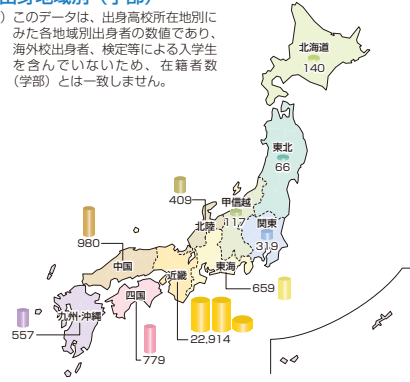 出身地域別（学部）
）このデータは、出身高校所在地別に
みた各地域別出身者の数値であり、
海外校出身者、検定等による入学生
を含んでいないため、在籍者数
（学部）とは一致しません。
北海道
140
東北
66
409
甲信越
117
北陸
関東
319
980
中国
近畿
東海
659
九州・沖縄
四国
557
22,914
779